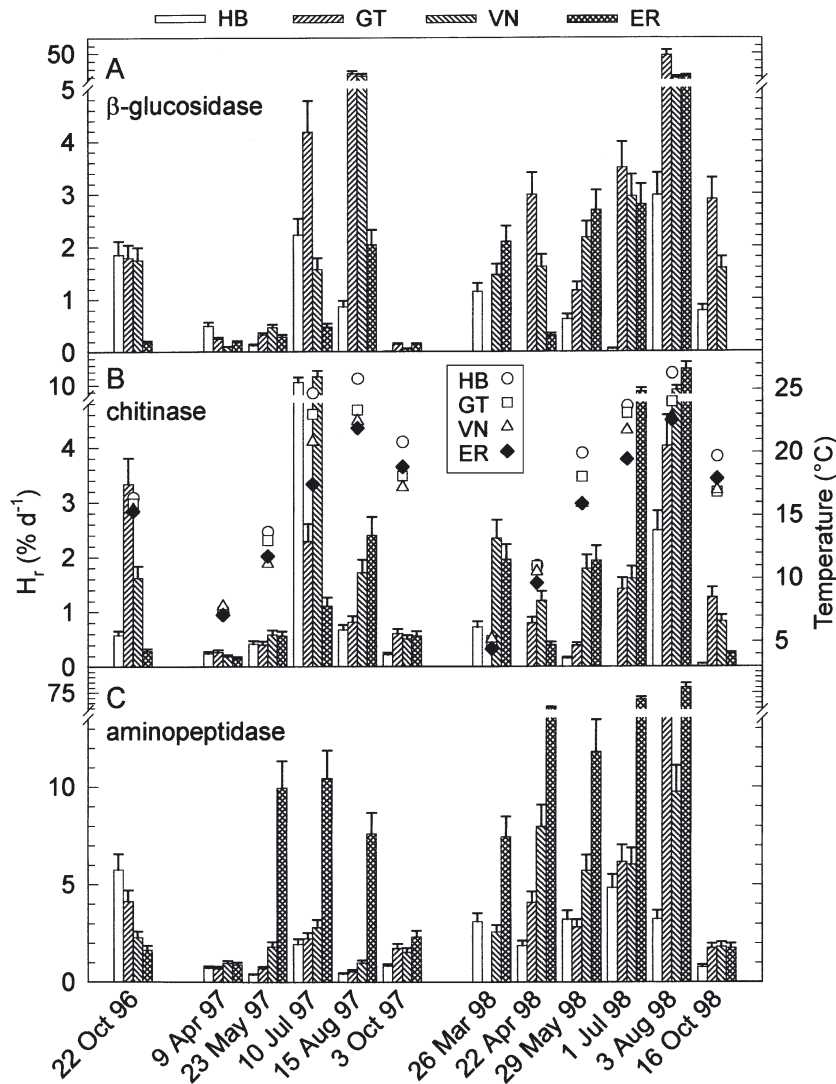 HB GT VN ER
A
β-glucosidase
50
5
5
4
3
2
1
0
B
chitinase
10
4
3
2
1
0
HB
GT
VN
ER
25
20
15
10
5
Temperature (°C)
Hr (% d-1)
C
aminopeptidase
75
10
5
0
22 Oct 96
9 Apr 97
23 May 97
10 Jul 97
15 Aug 97
3 Oct 97
26 Mar 98
22 Apr 98
29 May 98
1 Jul 98
3 Aug 98
16 Oct 98